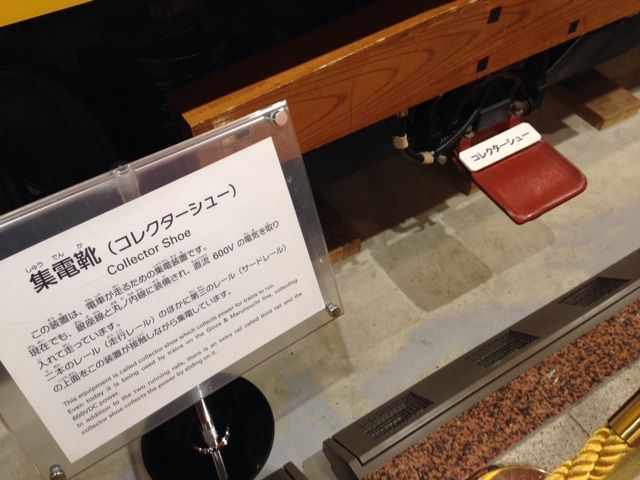 しゅう でん か
集電靴（コレクターシュー）
Collector Shoe
この装置は、電車が走るための集電装置です。
現在でも、銀座線と丸ノ内線に装備され、直流 600V の電気を取り
入れて走っています。
二本のレール（走行レール）のほかに第三のレール（サードレール）
の上面をこの装置が接触しながら集電しています。
This equipment is called collector shoe which collects power for trains to run.
Even today it is being used by trains on the Ginza & Marunouchi line, collecting
600VDC power.
In addition to the two running rails, there is an extra rail called third rail and the
collector shoe collects the power by sliding on it.
コレクターシュー